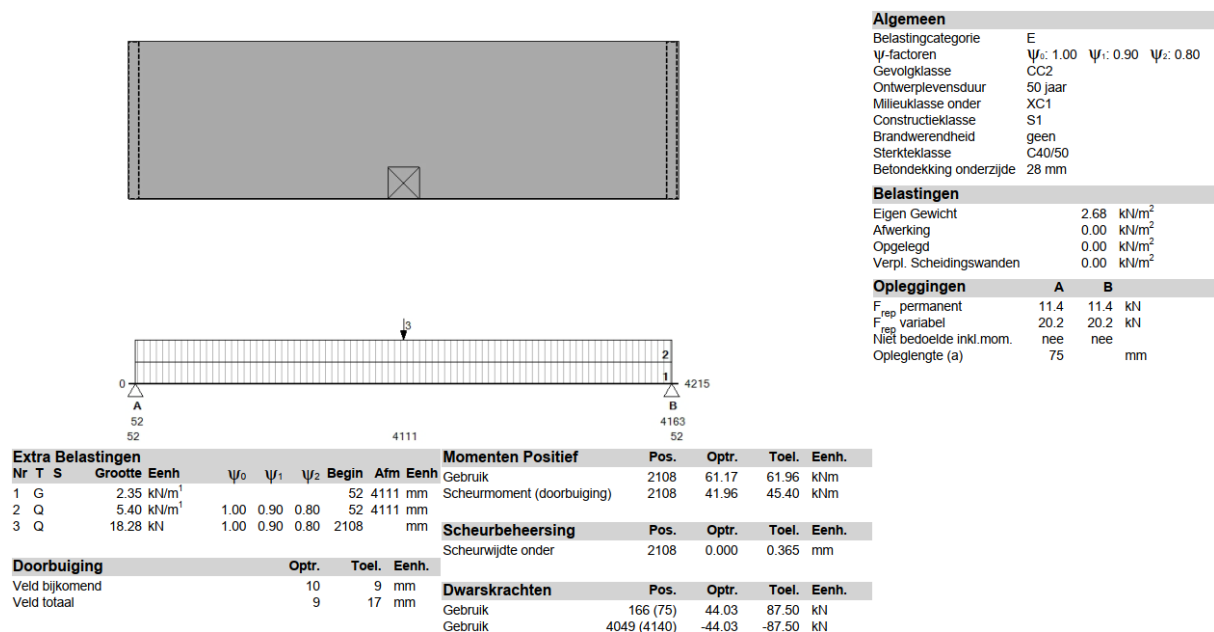 Algemeen
Belastingcategorie E
ψ-factoren ψ₀: 1.00 ψ₁: 0.90 ψ₂: 0.80
Gevolgklasse CC2
Ontwerplevensduur 50 jaar
Milieuklasse onder XC1
Constructieklasse S1
Brandwerendheid geen
Sterkteklasse C40/50
Betondekking onderzijde 28 mm
Belastingen
Eigen Gewicht 2.68 kN/m²
Afwerking 0.00 kN/m²
Opgelegd 0.00 kN/m²
Verpl. Scheidingswanden 0.00 kN/m²
Opleggingen A B
F rep permanent 11.4 11.4 kN
F rep variabel 20.2 20.2 kN
Niet bedoelde inkl.mom. nee nee
Opleglengte (a) 75 mm
3
2
1
0 4215
A B
52 4163
52 4111 52
Extra Belastingen
Nr T S Grootte Eenh ψ₀ ψ₁ ψ₂ Begin Afm Eenh
1 G 2.35 kN/m¹ 52 4111 mm
2 Q 5.40 kN/m¹ 1.00 0.90 0.80 52 4111 mm
3 Q 18.28 kN 1.00 0.90 0.80 2108 mm
Doorbuiging Optr. Toel. Eenh.
Veld bijkomend 10 9 mm
Veld totaal 9 17 mm
Momenten Positief Pos. Optr. Toel. Eenh.
Gebruik 2108 61.17 61.96 kNm
Scheurmoment (doorbuiging) 2108 41.96 45.40 kNm
Scheurbeheersing Pos. Optr. Toel. Eenh.
Scheurwijdte onder 2108 0.000 0.365 mm
Dwarskrachten Pos. Optr. Toel. Eenh.
Gebruik 166 (75) 44.03 87.50 kN
Gebruik 4049 (4140) -44.03 -87.50 kN